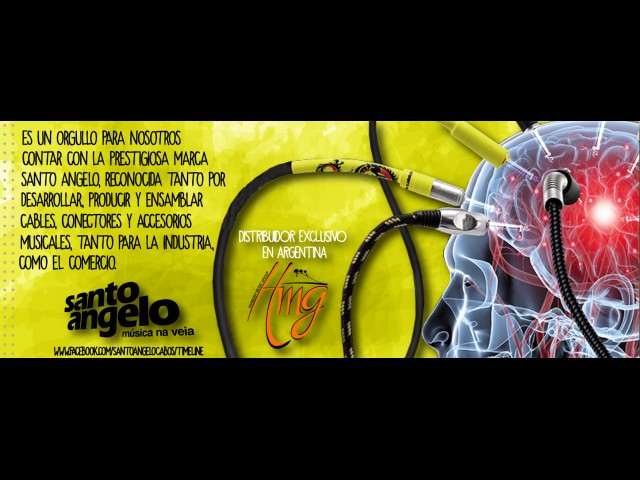 ES UN ORGULLO PARA NOSOTROS
CONTAR CON LA PRESTIGIOSA MARCA
SANTO ANGELO, RECONOCIDA TANTO POR
DESARROLLAR, PRODUCIR Y ENSAMBLAR
CABLES, CONECTORES Y ACCESORIOS
MUSICALES, TANTO PARA LA INDUSTRIA,
COMO EL COMERCIO.
santo
angelo
música na veia
WWW.FACEBOOK.COM/SANTOANGELOCABOS/TIMELINE
DISTRIBUIDOR EXCLUSIVO
EN ARGENTINA
Hmg